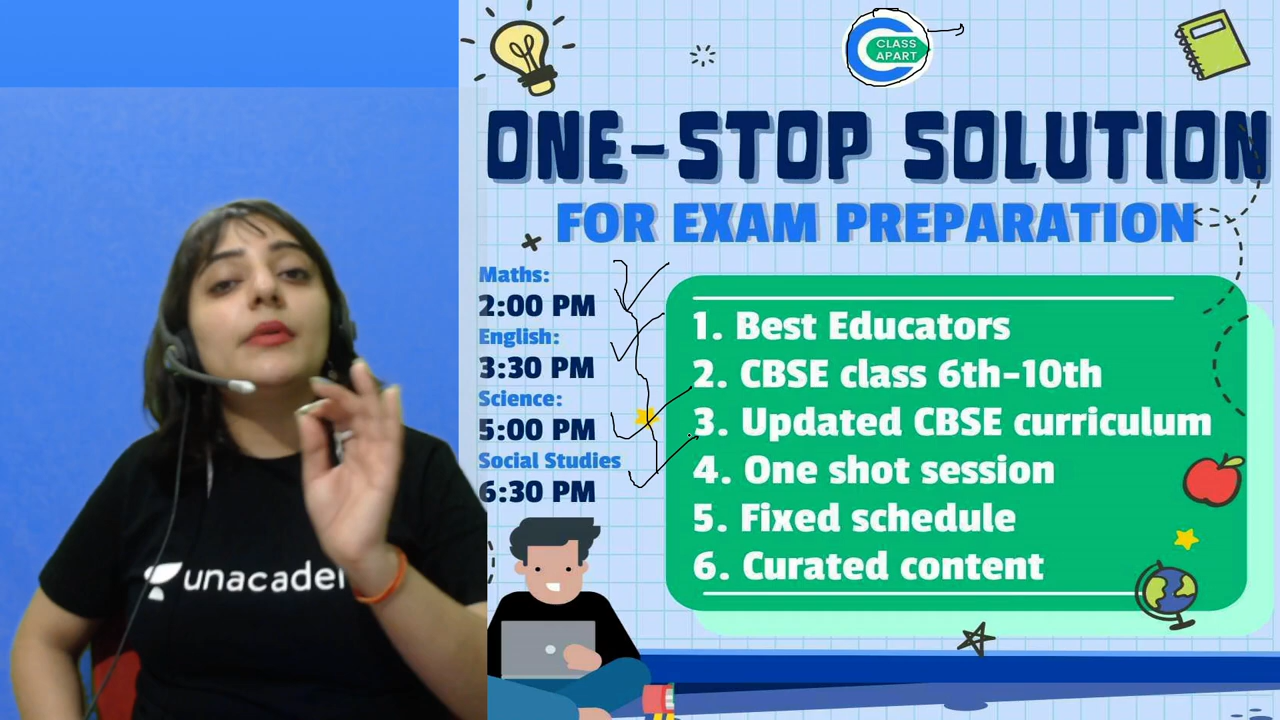 CLASS
APART
ONE-STOP SOLUTION
FOR EXAM PREPARATION
Maths:
2:00 PM
English:
3:30 PM
Science:
5:00 PM
Social Studies
6:30 PM
1. Best Educators
2. CBSE class 6th-10th
3. Updated CBSE curriculum
4. One shot session
5. Fixed schedule
6. Curated content
unacade